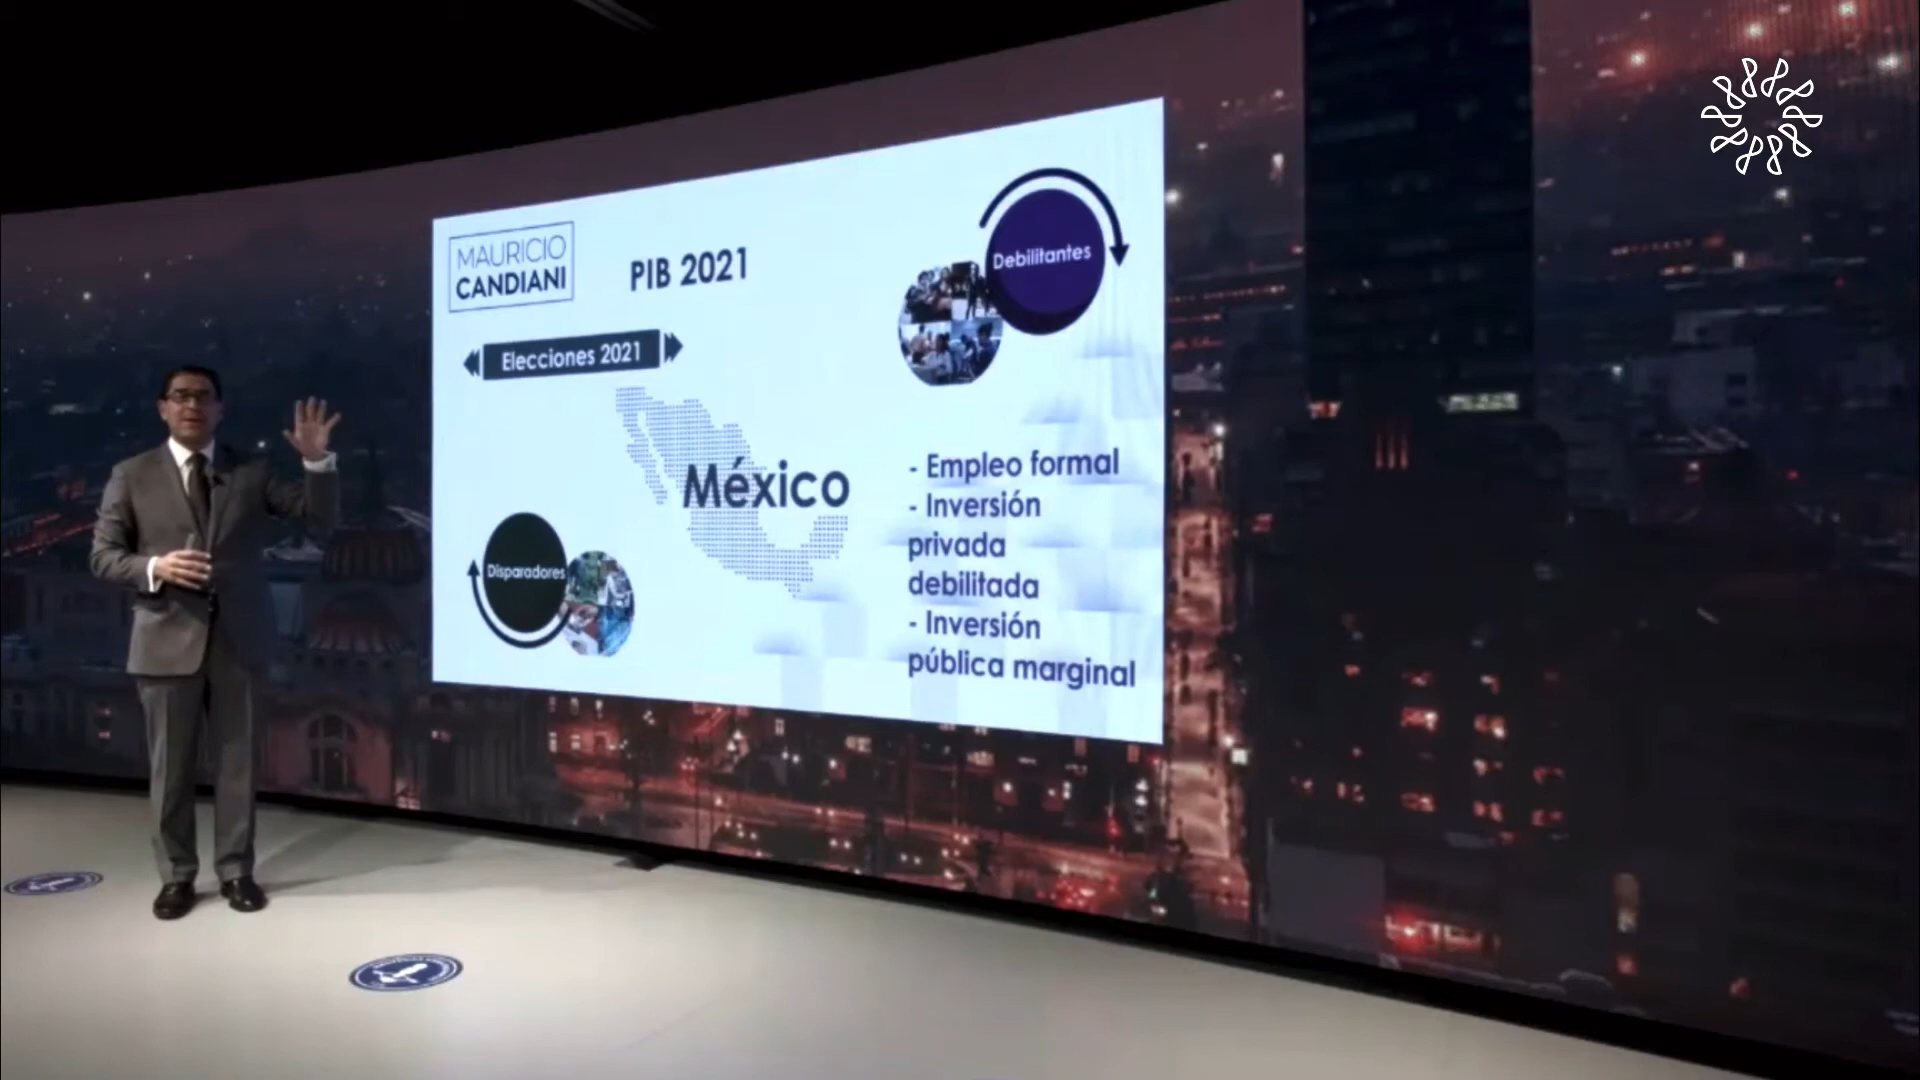 MAURICIO
CANDIANI
PIB 2021
Elecciones 2021
México
Disparadores
Debilitantes
- Empleo formal
- Inversión
privada
debilitada
- Inversión
pública marginal